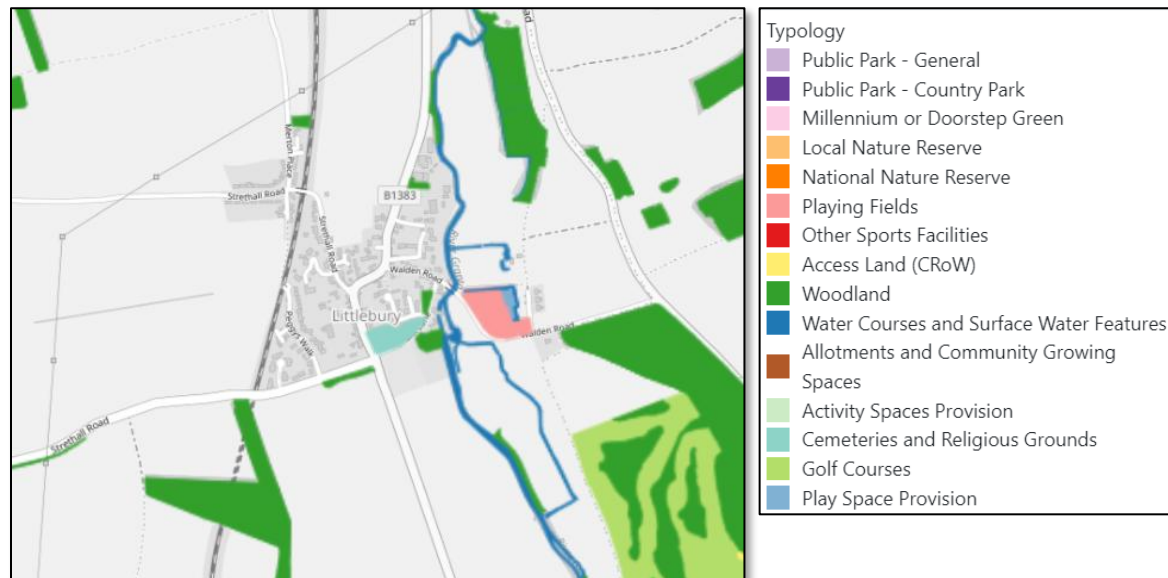 Road
Merton Place
B1383
Strethall Road
Strethall Road
River Granta
Walden Road
Littlebury
Walden Road
Peggys Walk
Strethall Road
Typology
Public Park - General
Public Park - Country Park
Millennium or Doorstep Green
Local Nature Reserve
National Nature Reserve
Playing Fields
Other Sports Facilities
Access Land (CRoW)
Woodland
Water Courses and Surface Water Features
Allotments and Community Growing
Spaces
Activity Spaces Provision
Cemeteries and Religious Grounds
Golf Courses
Play Space Provision